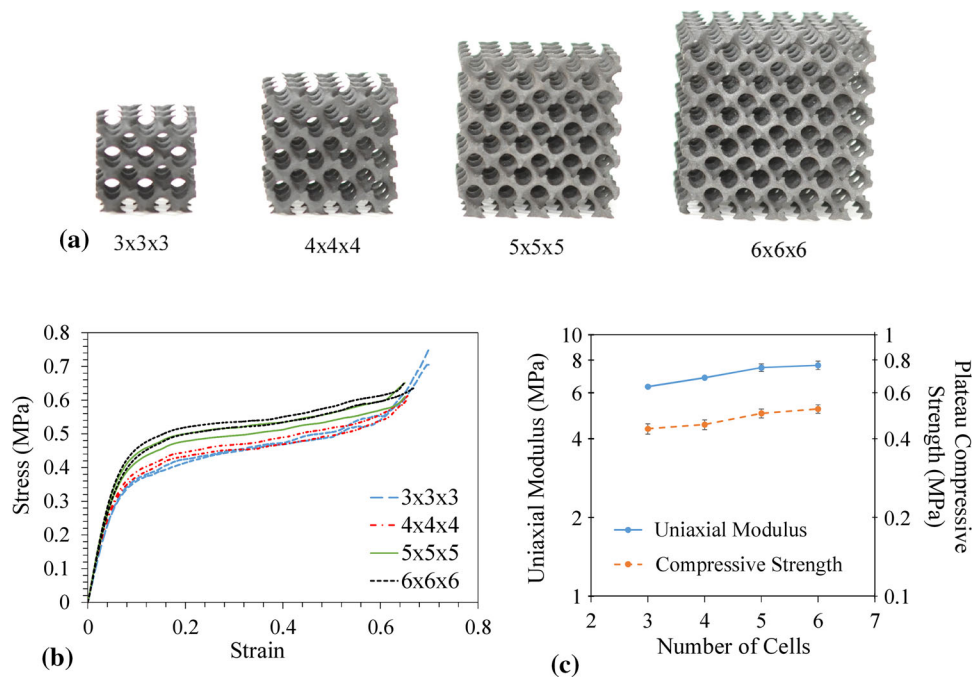 (a)
3x3x3
4x4x4
5x5x5
6x6x6
Stress (MPa)
0.8
0.7
0.6
0.5
0.4
0.3
0.2
0.1
0
0
0.2
0.4
0.6
0.8
Strain
3x3x3
4x4x4
5x5x5
6x6x6
(b)
Uniaxial Modulus (MPa)
10
8
6
4
2
1
2
3
4
5
6
7
Number of Cells
Uniaxial Modulus
Compressive Strength
1
0.8
0.6
0.4
0.2
0.1
Plateau Compressive
Strength (MPa)
(c)